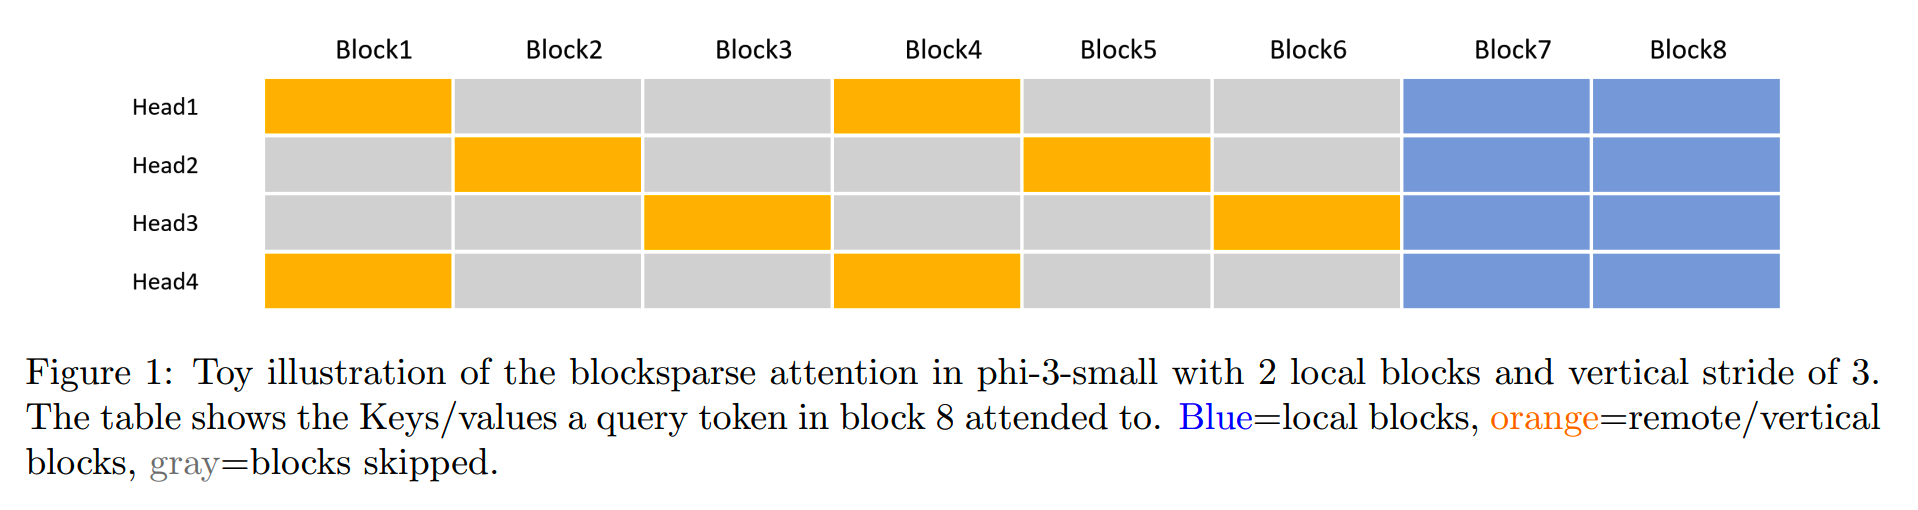 Block1 Block2 Block3 Block4 Block5 Block6 Block7 Block8
Head1
Head2
Head3
Head4
Figure 1: Toy illustration of the blocksparse attention in phi-3-small with 2 local blocks and vertical stride of 3.
The table shows the Keys/values a query token in block 8 attended to. Blue=local blocks, orange=remote/vertical
blocks, gray=blocks skipped.